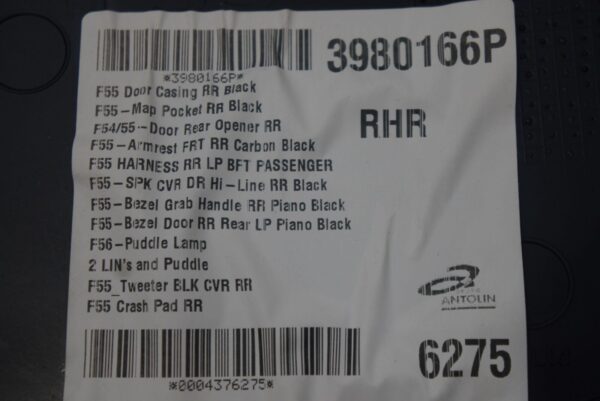 3980166P
*3980166P*
F55 Door Casing RR Black
F55-Map Pocket RR Black
F54/55-Door Rear Opener RR
RHR
F55-Armrest FRT RR Carbon Black
F55 HARNESS RR LP BFT PASSENGER
F55-SPK CVR DR Hi-Line RR Black
F55-Bezel Grab Handle RR Piano Black
F55-Bezel Door RR Rear LP Piano Black
F56-Puddle Lamp
2 LIN's and Puddle
F55_Tweeter BLK CVR RR
F55 Crash Pad RR
ANTOLIN
6275
*0004376275*